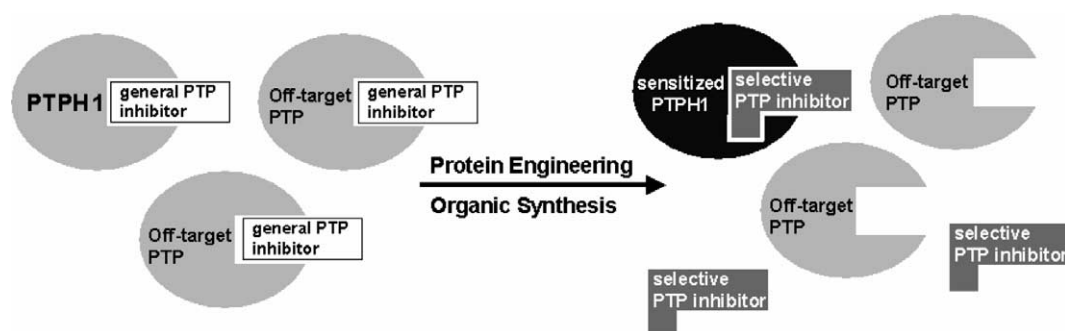 PTPH1
general PTP
inhibitor
Off-target
PTP
general PTP
inhibitor
Off-target
PTP
general PTP
inhibitor
Protein Engineering
Organic Synthesis
sensitized
PTPH1
selective
PTP inhibitor
Off-target
PTP
Off-target
PTP
selective
PTP inhibitor
selective
PTP inhibitor